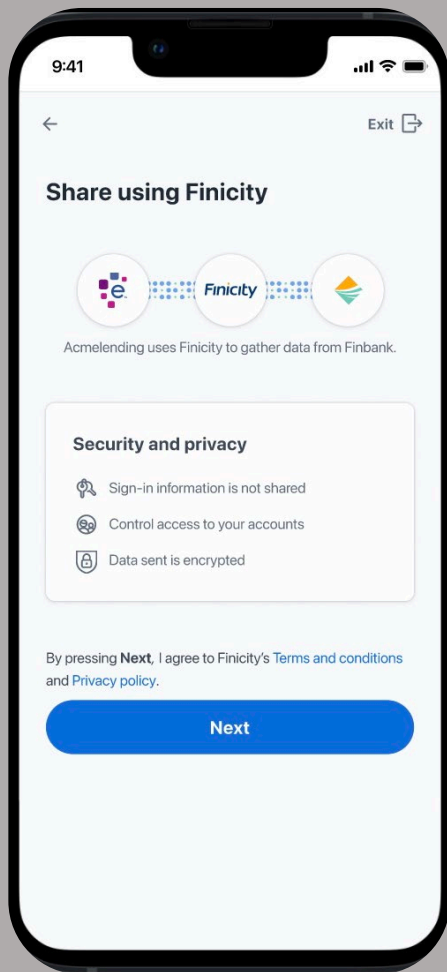 9:41
Exit
Share using Finicity
e
Finicity
Acmelending uses Finicity to gather data from Finbank.
Security and privacy
Sign-in information is not shared
Control access to your accounts
Data sent is encrypted
By pressing Next, I agree to Finicity's Terms and conditions
and Privacy policy.
Next